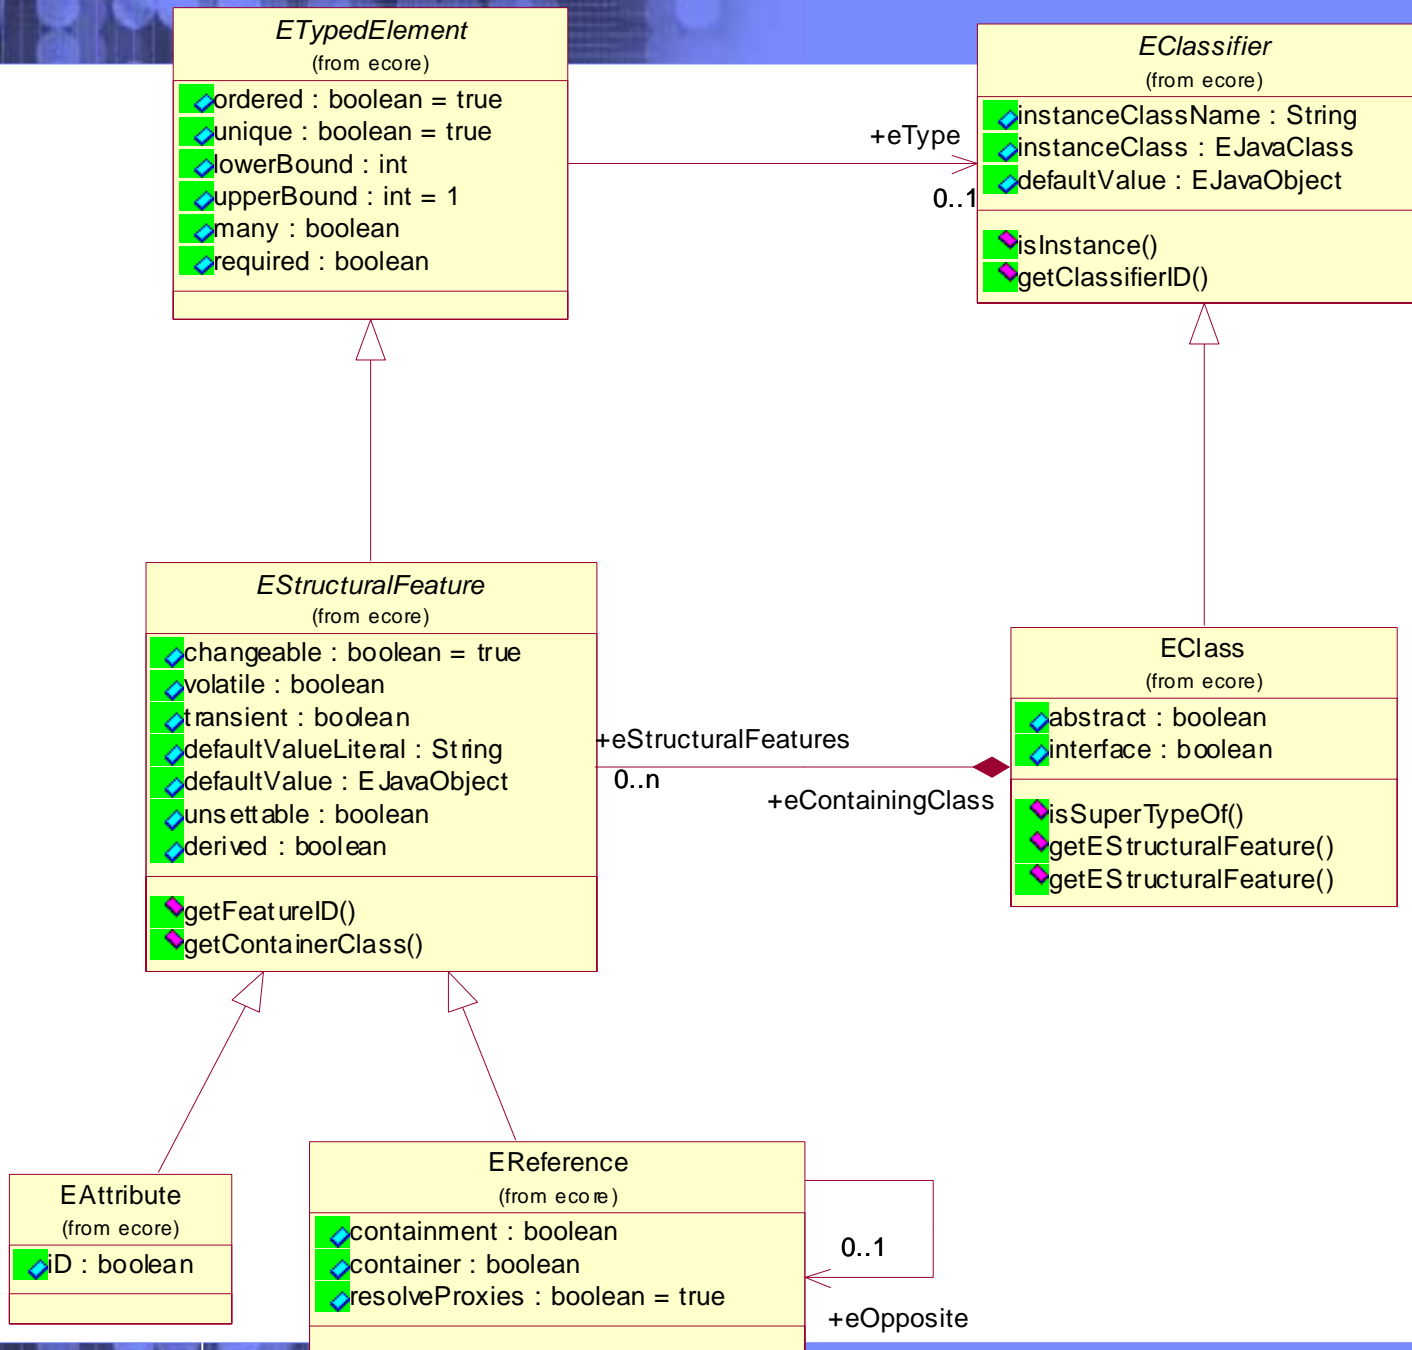 ETypedElement
(from ecore)
ordered : boolean = true
unique : boolean = true
lowerBound : int
upperBound : int = 1
many : boolean
required : boolean
+eType
0..1
EClassifier
(from ecore)
instanceClassName : String
instanceClass : EJavaClass
defaultValue : EJavaObject
isInstance()
getClassifierID()
EStructuralFeature
(from ecore)
changeable : boolean = true
volatile : boolean
transient : boolean
defaultValueLiteral : String
defaultValue : EJavaObject
unsettable : boolean
derived : boolean
getFeatureID()
getContainerClass()
+eStructuralFeatures
0..n
+eContainingClass
EClass
(from ecore)
abstract : boolean
interface : boolean
isSuperTypeOf()
getEStructuralFeature()
getEStructuralFeature()
EAttribute
(from ecore)
iD : boolean
EReference
(from ecore)
containment : boolean
container : boolean
resolveProxies : boolean = true
0..1
+eOpposite